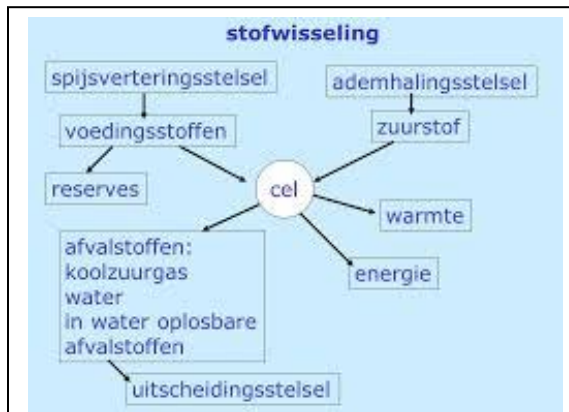 stofwisseling
spijsverteringsstelsel
ademhalingsstelsel
voedingsstoffen
zuurstof
reserves
cel
warmte
afvalstoffen:
koolzuurgas
water
in water oplosbare
afvalstoffen
energie
uitscheidingsstelsel